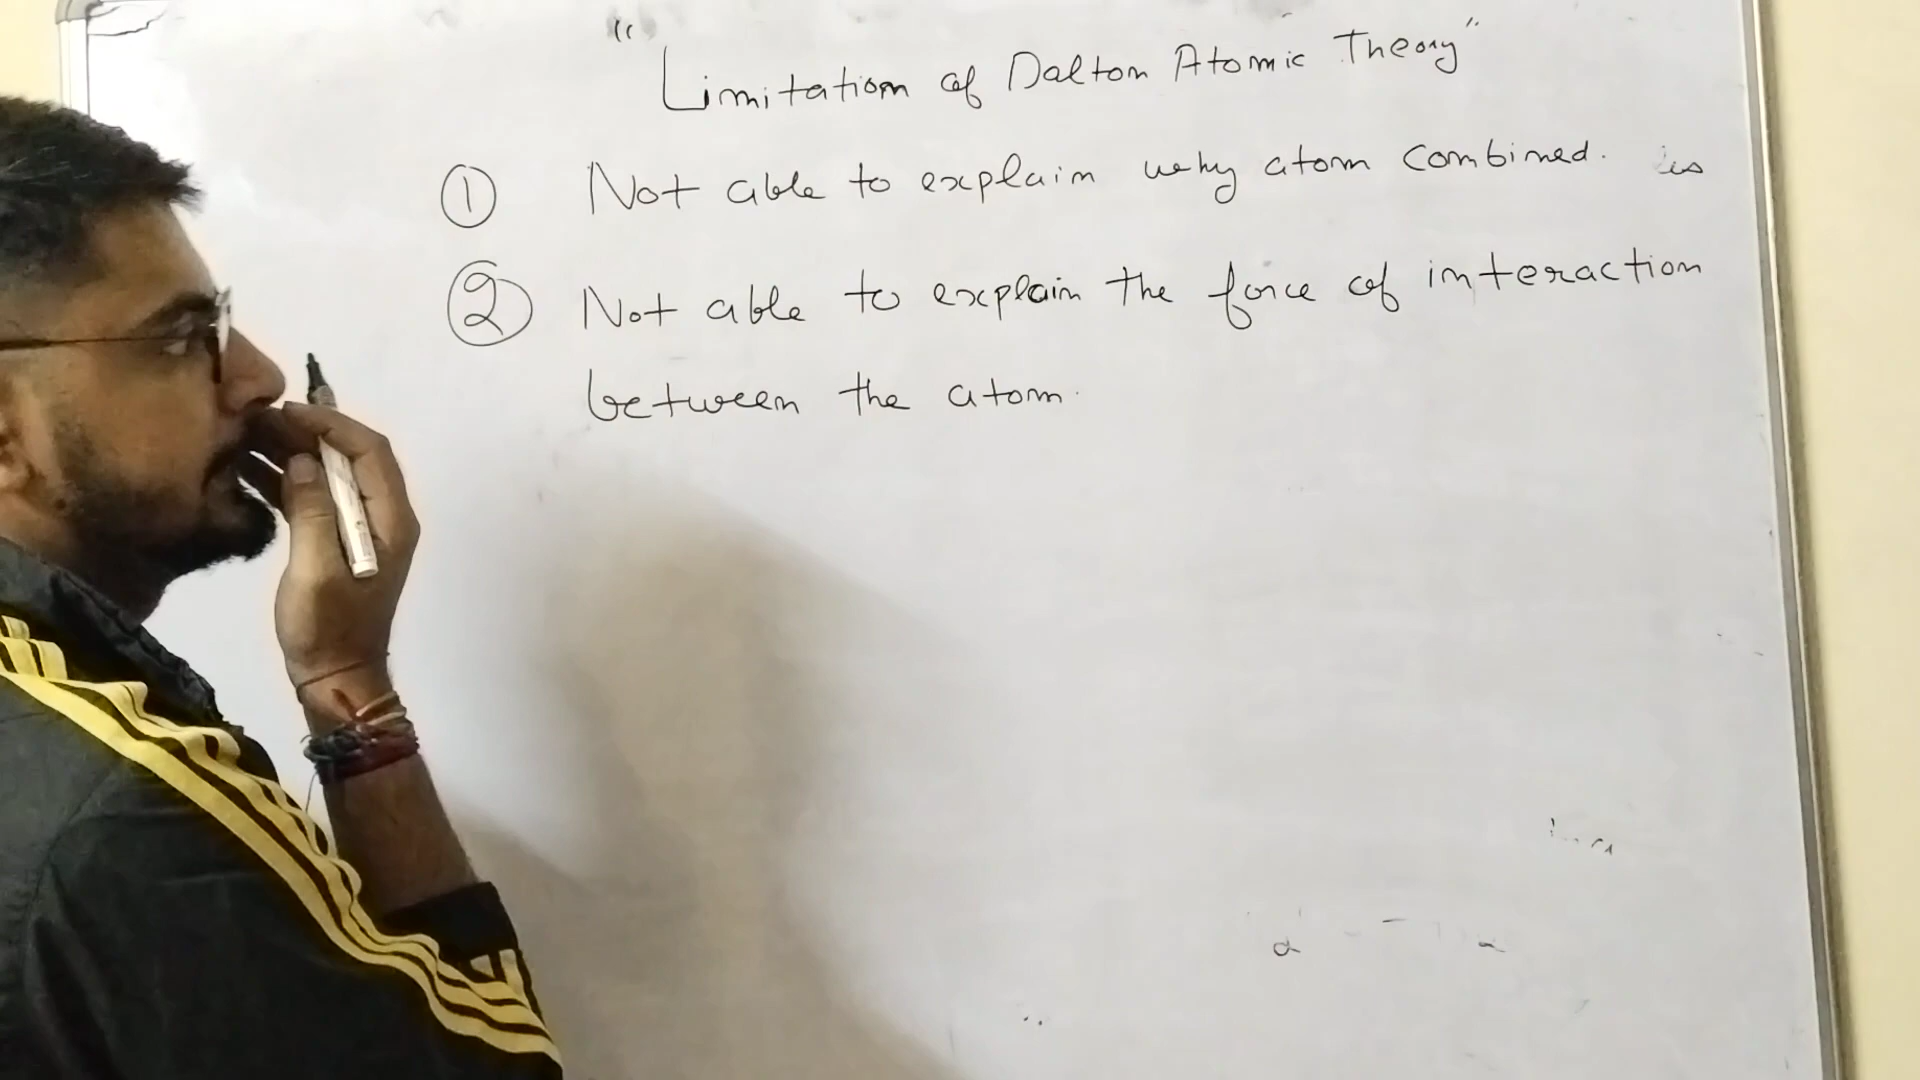 "Limitation of Dalton Atomic Theory"
① Not able to explain why atom combined.
② Not able to explain the force of interaction
between the atom.